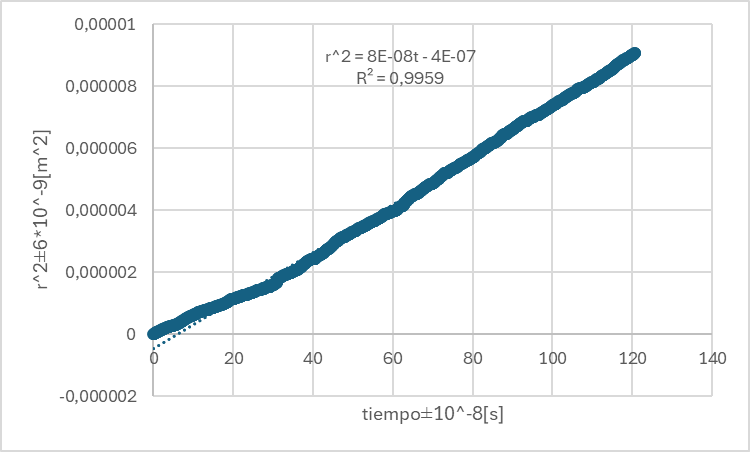 0,00001
0,000008
0,000006
0,000004
0,000002
0
-0,000002
r^2 = 8E-08t - 4E-07
R² = 0,9959
r^2±6*10^-9[m^2]
0 20 40 60 80 100 120 140
tiempo±10^-8[s]